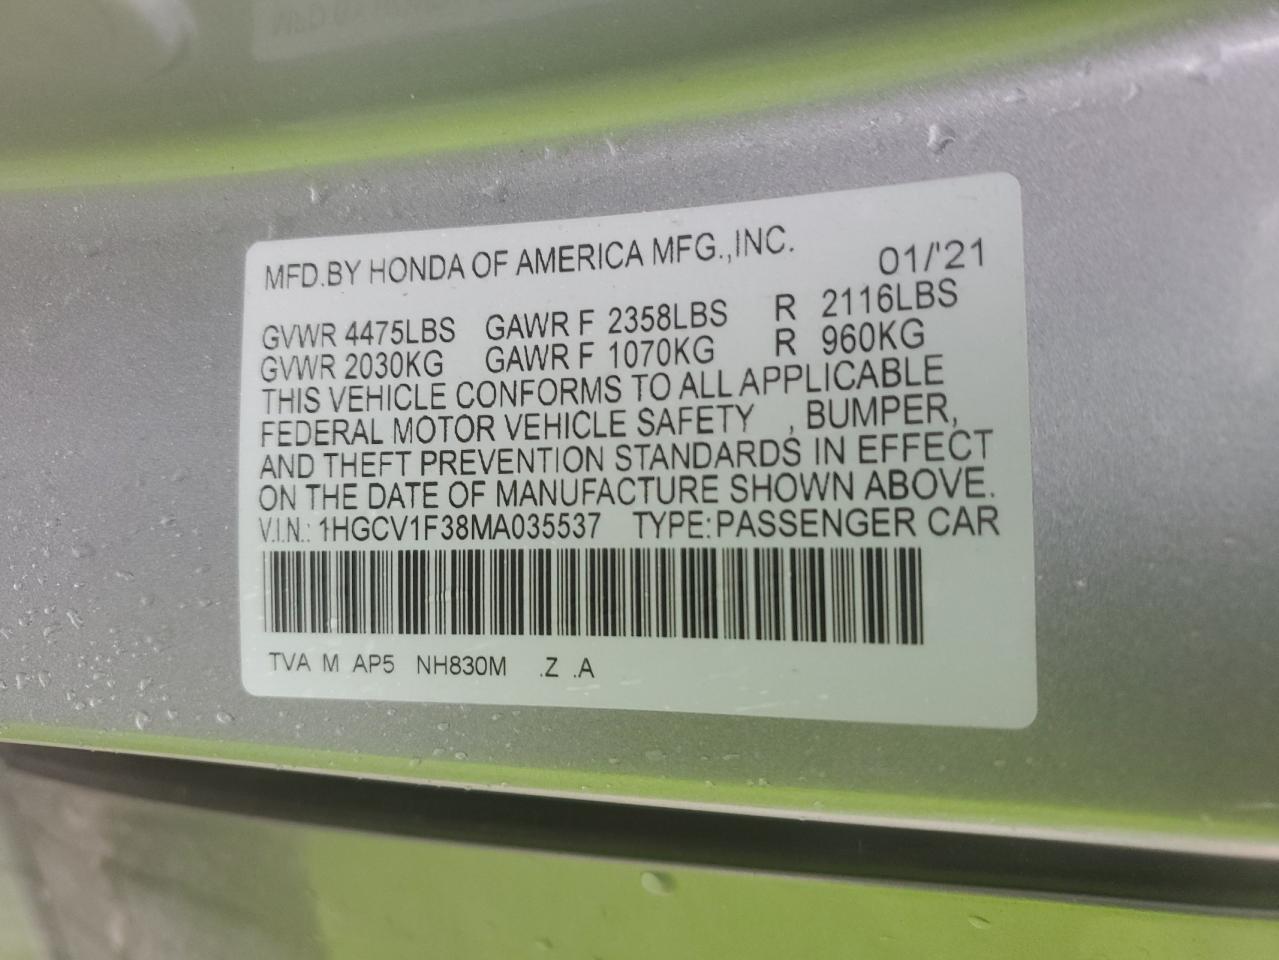 MFD.BY HONDA OF AMERICA MFG.,INC. 01/'21
GVWR 4475LBS GAWR F 2358LBS R 2116LBS
GVWR 2030KG GAWR F 1070KG R 960KG
THIS VEHICLE CONFORMS TO ALL APPLICABLE
FEDERAL MOTOR VEHICLE SAFETY , BUMPER,
AND THEFT PREVENTION STANDARDS IN EFFECT
ON THE DATE OF MANUFACTURE SHOWN ABOVE.
V.I.N.: 1HGCV1F38MA035537 TYPE: PASSENGER CAR
TVA M AP5 NH830M .Z .A